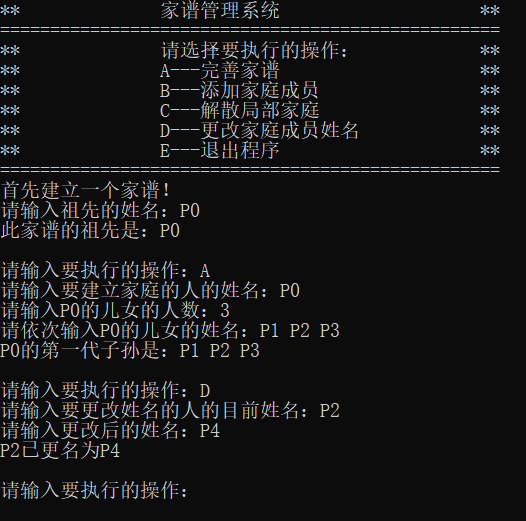 **              家谱管理系统                    **
==================================================
**              请选择要执行的操作：            **
**              A---完善家谱                    **
**              B---添加家庭成员                **
**              C---解散局部家庭                **
**              D---更改家庭成员姓名            **
**              E---退出程序                    **
==================================================
首先建立一个家谱！
请输入祖先的姓名：P0
此家谱的祖先是：P0

请输入要执行的操作：A
请输入要建立家庭的人的姓名：P0
请输入P0的儿女的人数：3
请依次输入P0的儿女的姓名：P1 P2 P3
P0的第一代子孙是：P1 P2 P3

请输入要执行的操作：D
请输入要更改姓名的人的目前姓名：P2
请输入更改后的姓名：P4
P2已更名为P4

请输入要执行的操作：